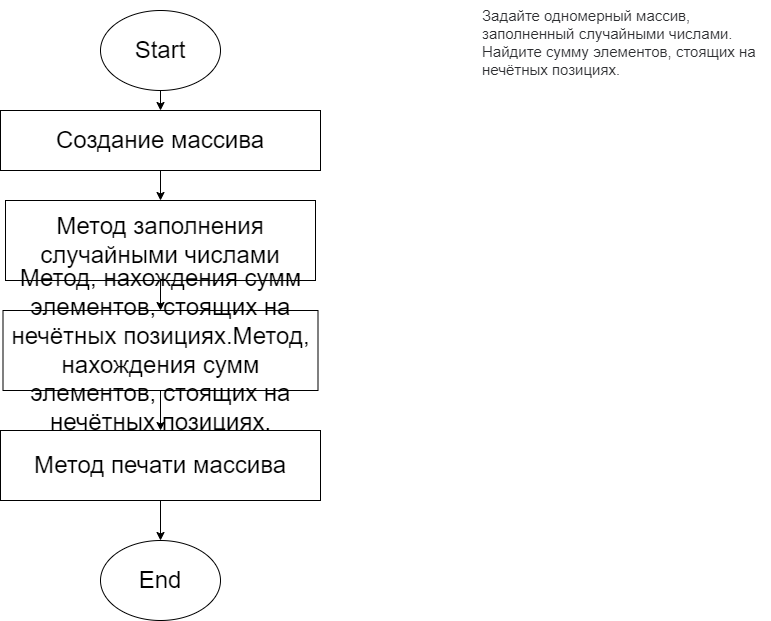 Start
Задайте одномерный массив,
заполненный случайными числами.
Найдите сумму элементов, стоящих на
нечётных позициях.
Создание массива
Метод заполнения
случайными числами
Метод, нахождения сумм
элементов, стоящих на
нечётных позициях.Метод,
нахождения сумм
элементов, стоящих на
нечётных позициях.
Метод печати массива
End